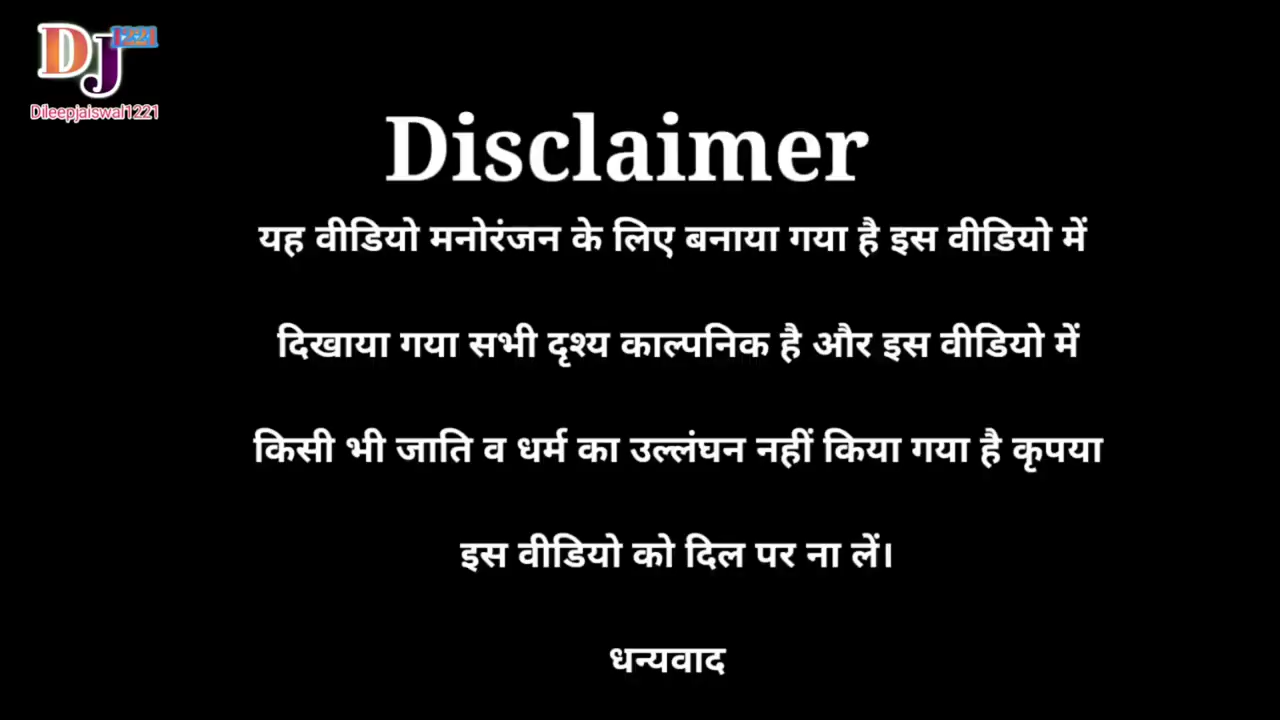 DJ 1221
Dileepjaiswal1221
Disclaimer
यह वीडियो मनोरंजन के लिए बनाया गया है इस वीडियो में
दिखाया गया सभी दृश्य काल्पनिक है और इस वीडियो में
किसी भी जाति व धर्म का उल्लंघन नहीं किया गया है कृपया
इस वीडियो को दिल पर ना लें।
धन्यवाद